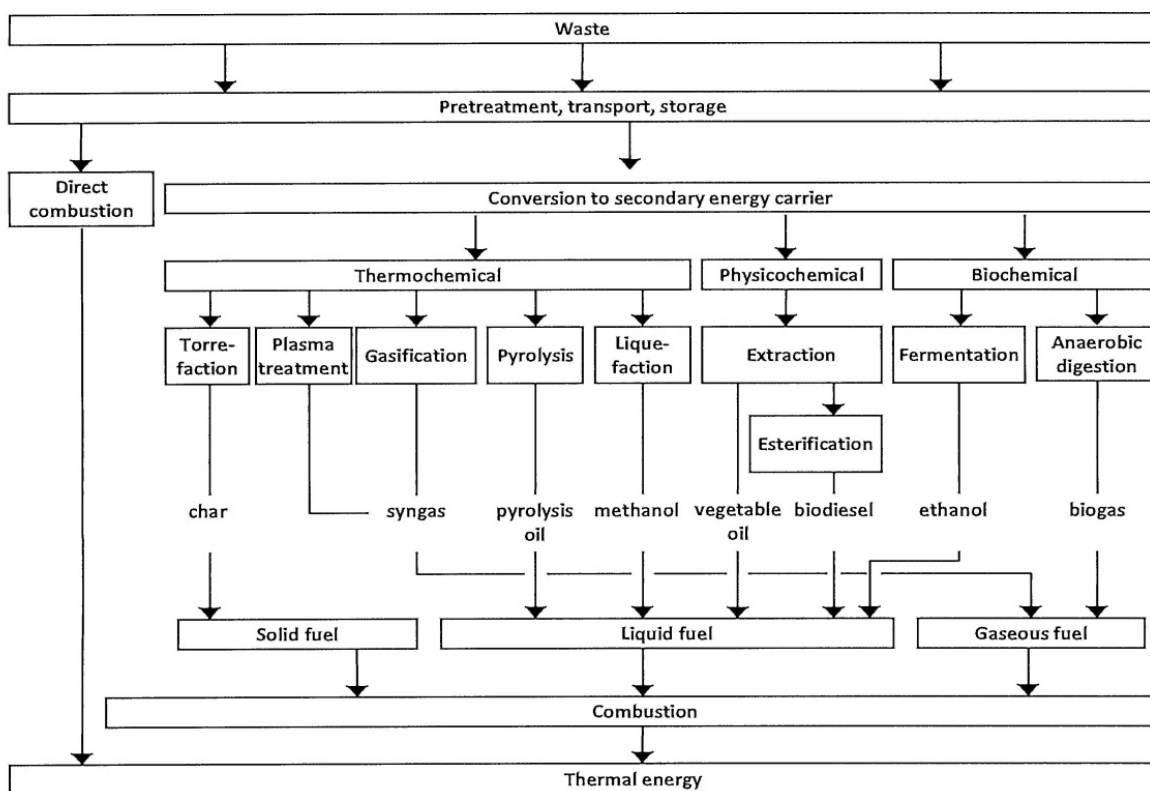 Waste
Pretreatment, transport, storage
Direct
combustion
Conversion to secondary energy carrier
Thermochemical
Physicochemical
Biochemical
Torre-
faction
Plasma
treatment
Gasification
Pyrolysis
Lique-
faction
Extraction
Fermentation
Anaerobic
digestion
Esterification
char
syngas
pyrolysis
oil
methanol
vegetable
oil
biodiesel
ethanol
biogas
Solid fuel
Liquid fuel
Gaseous fuel
Combustion
Thermal energy